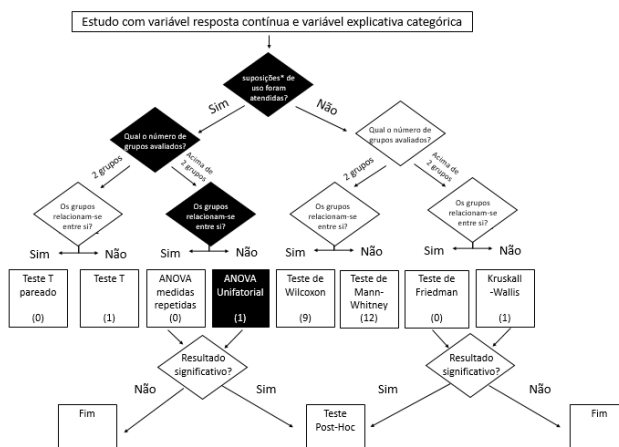 Estudo com variável resposta contínua e variável explicativa categórica
suposições* de
uso foram
atendidas?
Sim
Não
Qual o número de
grupos avaliados?
Qual o número de
grupos avaliados?
2 grupos
Acima de
2 grupos
2 grupos
Acima de
2 grupos
Os grupos
relacionam-se
entre si?
Os grupos
relacionam-se
entre si?
Os grupos
relacionam-se
entre si?
Os grupos
relacionam-se
entre si?
Sim
Não
Sim
Não
Sim
Não
Sim
Não
Teste T
pareado
(0)
Teste T
(1)
ANOVA
medidas
repetidas
(0)
ANOVA
Unifatorial
(1)
Teste de
Wilcoxon
(9)
Teste de
Mann-
Whitney
(12)
Teste de
Friedman
(0)
Kruskall
-Wallis
(1)
Resultado
significativo?
Resultado
significativo?
Não
Sim
Sim
Não
Fim
Teste
Post-Hoc
Fim